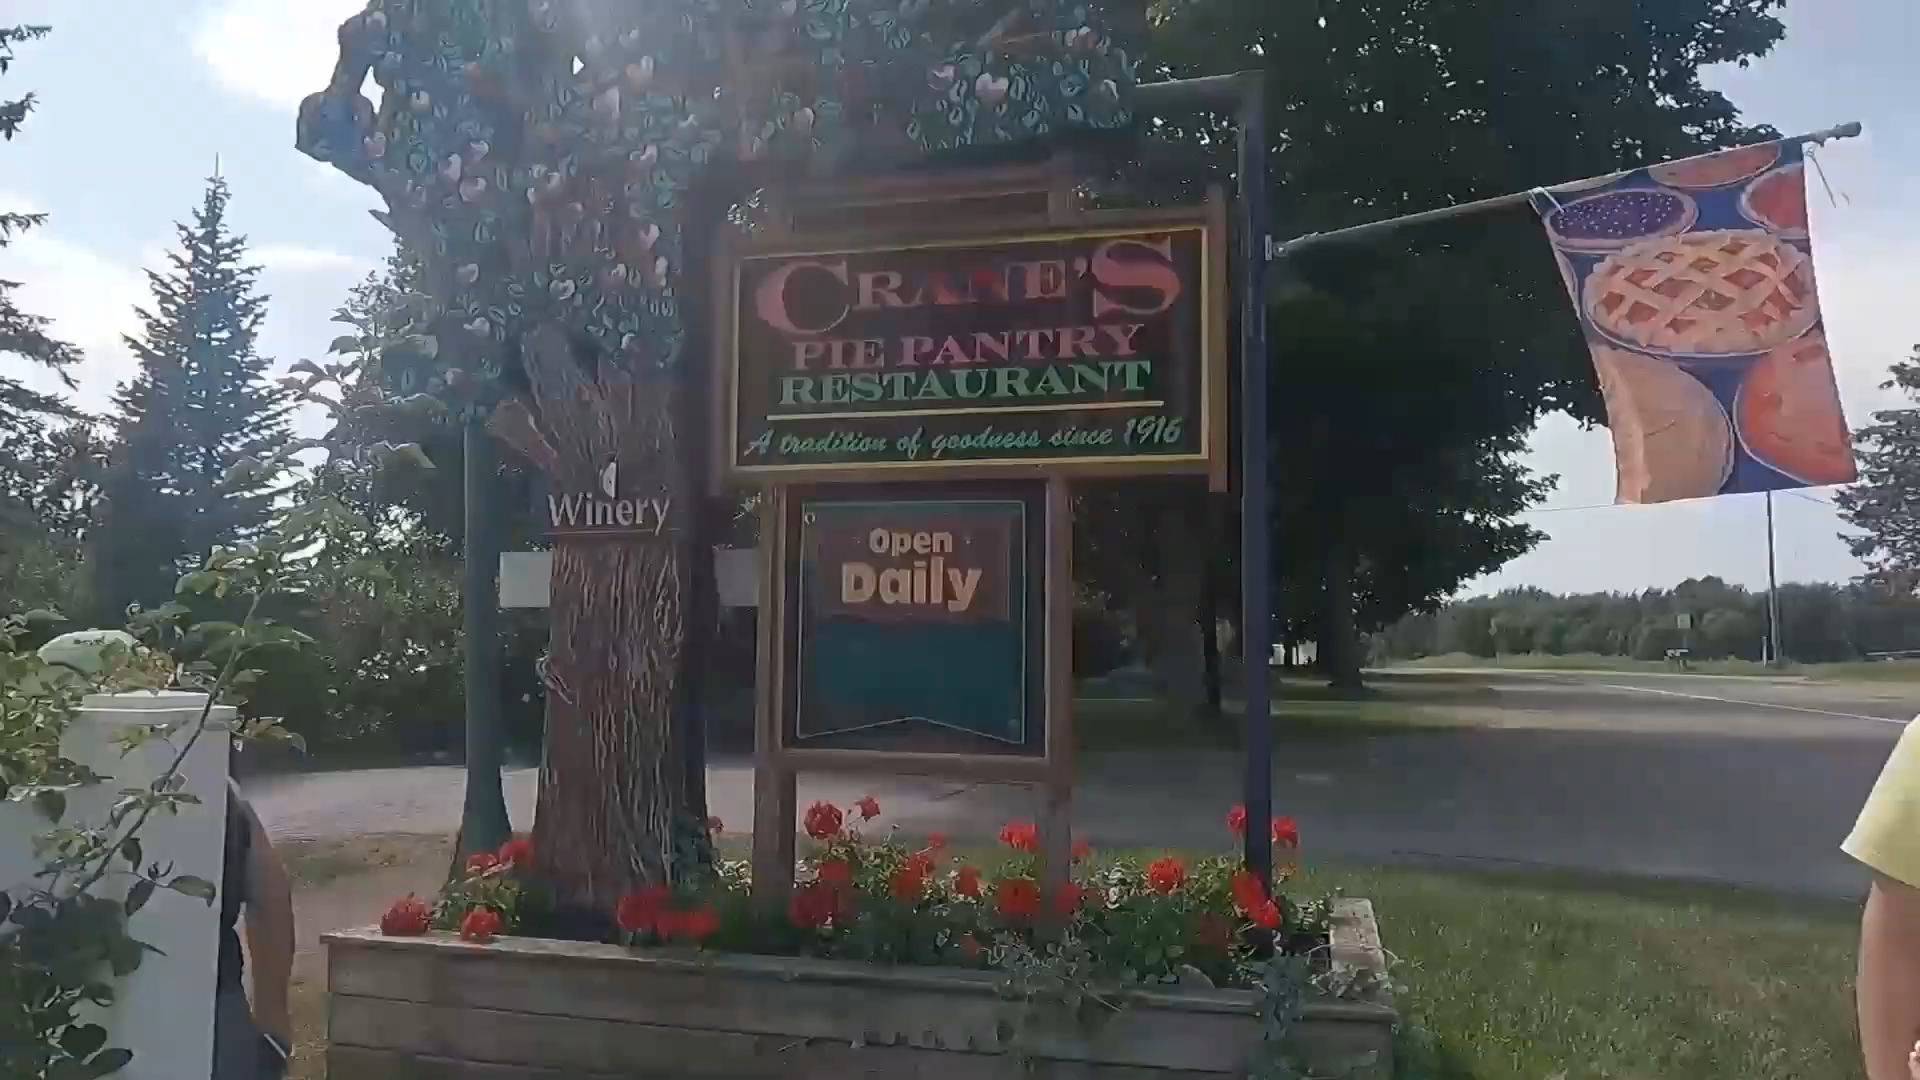 CRANE'S
PIE PANTRY
RESTAURANT
A tradition of goodness since 1916
Winery
Open
Daily